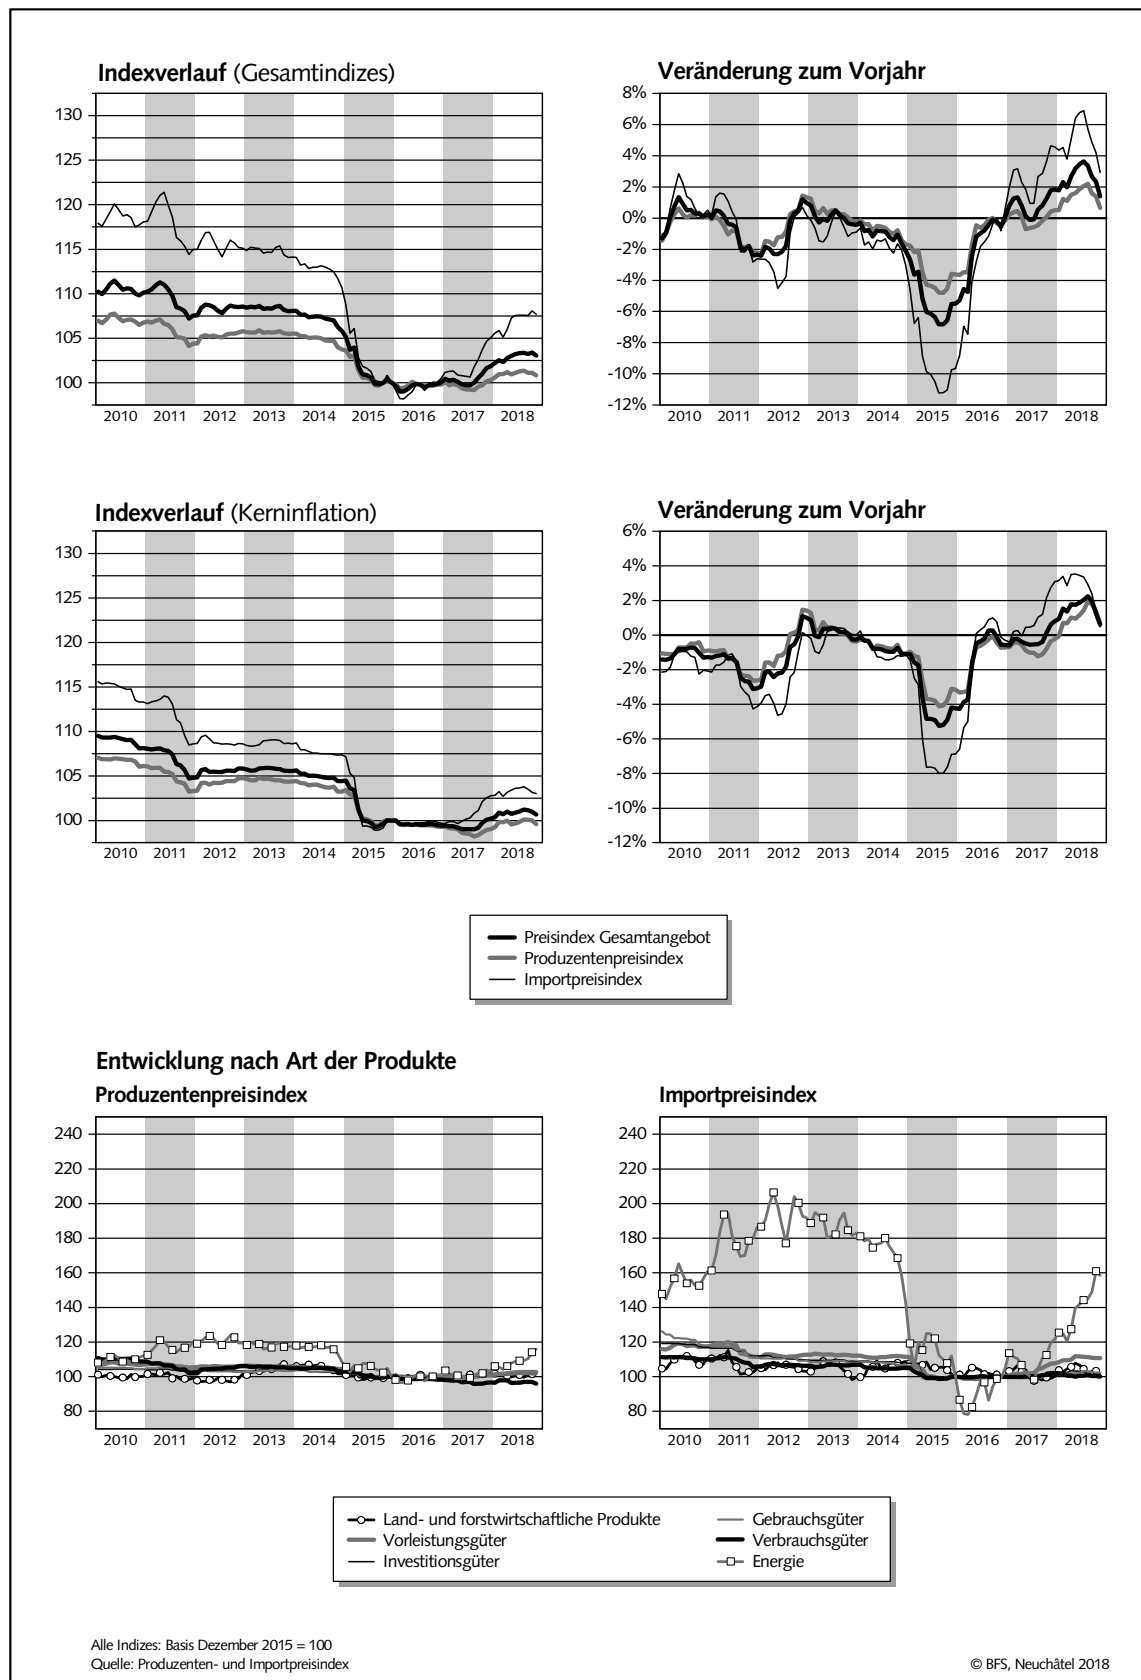 Indexverlauf (Gesamtindizes)
130
125
120
115
110
105
100
2010 2011 2012 2013 2014 2015 2016 2017 2018
Veränderung zum Vorjahr
8%
6%
4%
2%
0%
-2%
-4%
-6%
-8%
-10%
-12%
2010 2011 2012 2013 2014 2015 2016 2017 2018
Indexverlauf (Kerninflation)
130
125
120
115
110
105
100
2010 2011 2012 2013 2014 2015 2016 2017 2018
Veränderung zum Vorjahr
6%
4%
2%
0%
-2%
-4%
-6%
-8%
-10%
-12%
2010 2011 2012 2013 2014 2015 2016 2017 2018
Preisindex Gesamtangebot
Produzentenpreisindex
Importpreisindex
Entwicklung nach Art der Produkte
Produzentenpreisindex
240
220
200
180
160
140
120
100
80
2010 2011 2012 2013 2014 2015 2016 2017 2018
Importpreisindex
240
220
200
180
160
140
120
100
80
2010 2011 2012 2013 2014 2015 2016 2017 2018
Land- und forstwirtschaftliche Produkte
Vorleistungsgüter
Investitionsgüter
Gebrauchsgüter
Verbrauchsgüter
Energie
Alle Indizes: Basis Dezember 2015 = 100
Quelle: Produzenten- und Importpreisindex
© BFS, Neuchâtel 2018